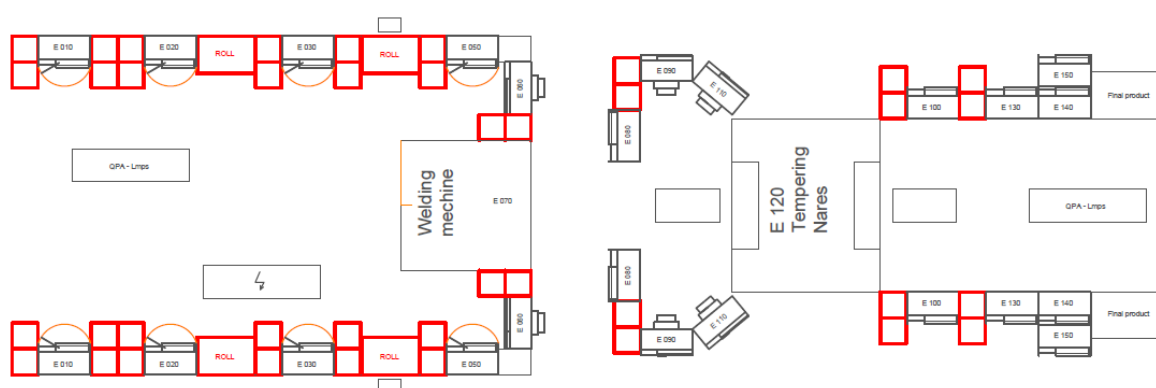 E 010
E 020
ROLL
E 030
ROLL
E 050
E 060
QPA - Lmps
Welding
mechine
E 070
E 060
E 010
E 020
ROLL
E 030
ROLL
E 050
E 090
E 110
E 080
E 120
Tempering
Nares
E 080
E 090
E 110
E 100
E 130
E 150
E 140
Final product
QPA - Lmps
E 100
E 130
E 140
E 150
Final product